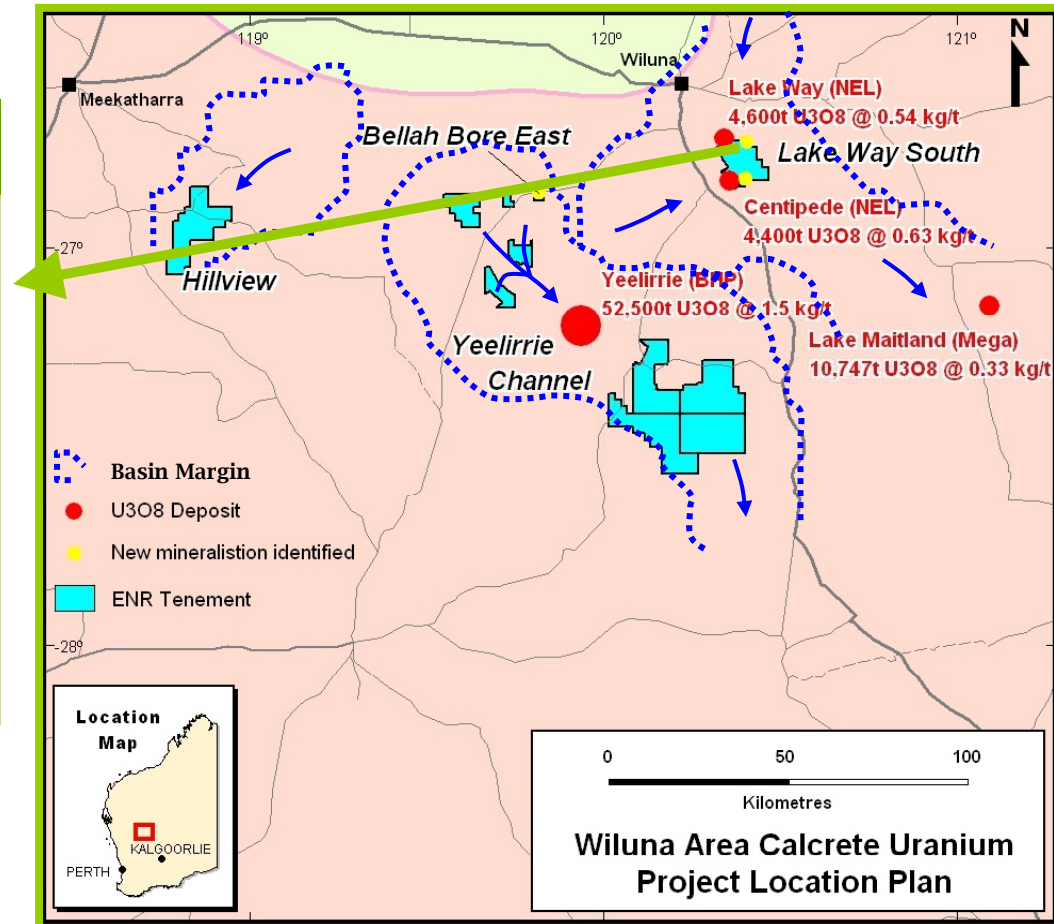 119º
120º
121º
N
Wiluna
Meekatharra
Lake Way (NEL)
4,600t U3O8 @ 0.54 kg/t
Bellah Bore East
Lake Way South
Centipede (NEL)
4,400t U3O8 @ 0.63 kg/t
-27º
Hillview
Yeelirrie (BHP)
52,500t U3O8 @ 1.5 kg/t
Yeelirrie
Channel
Lake Maitland (Mega)
10,747t U3O8 @ 0.33 kg/t
Basin Margin
U3O8 Deposit
New mineralistion identified
ENR Tenement
-28º
Location
Map
KALGOORLIE
PERTH
0 50 100
Kilometres
Wiluna Area Calcrete Uranium
Project Location Plan